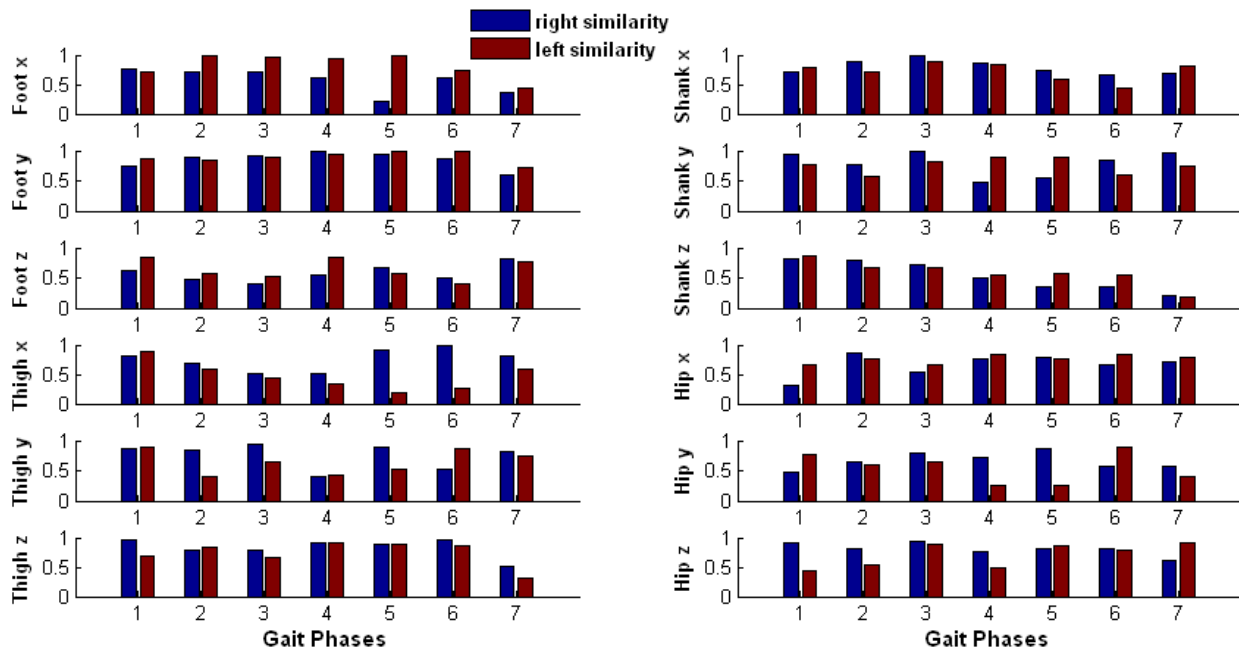 right similarity
left similarity
Foot x
1
0.5
0
1 2 3 4 5 6 7
Shank x
1
0.5
0
1 2 3 4 5 6 7
Foot y
1
0.5
0
1 2 3 4 5 6 7
Shank y
1
0.5
0
1 2 3 4 5 6 7
Foot z
1
0.5
0
1 2 3 4 5 6 7
Shank z
1
0.5
0
1 2 3 4 5 6 7
Thigh x
1
0.5
0
1 2 3 4 5 6 7
Hip x
1
0.5
0
1 2 3 4 5 6 7
Thigh y
1
0.5
0
1 2 3 4 5 6 7
Hip y
1
0.5
0
1 2 3 4 5 6 7
Thigh z
1
0.5
0
1 2 3 4 5 6 7
Gait Phases
Hip z
1
0.5
0
1 2 3 4 5 6 7
Gait Phases